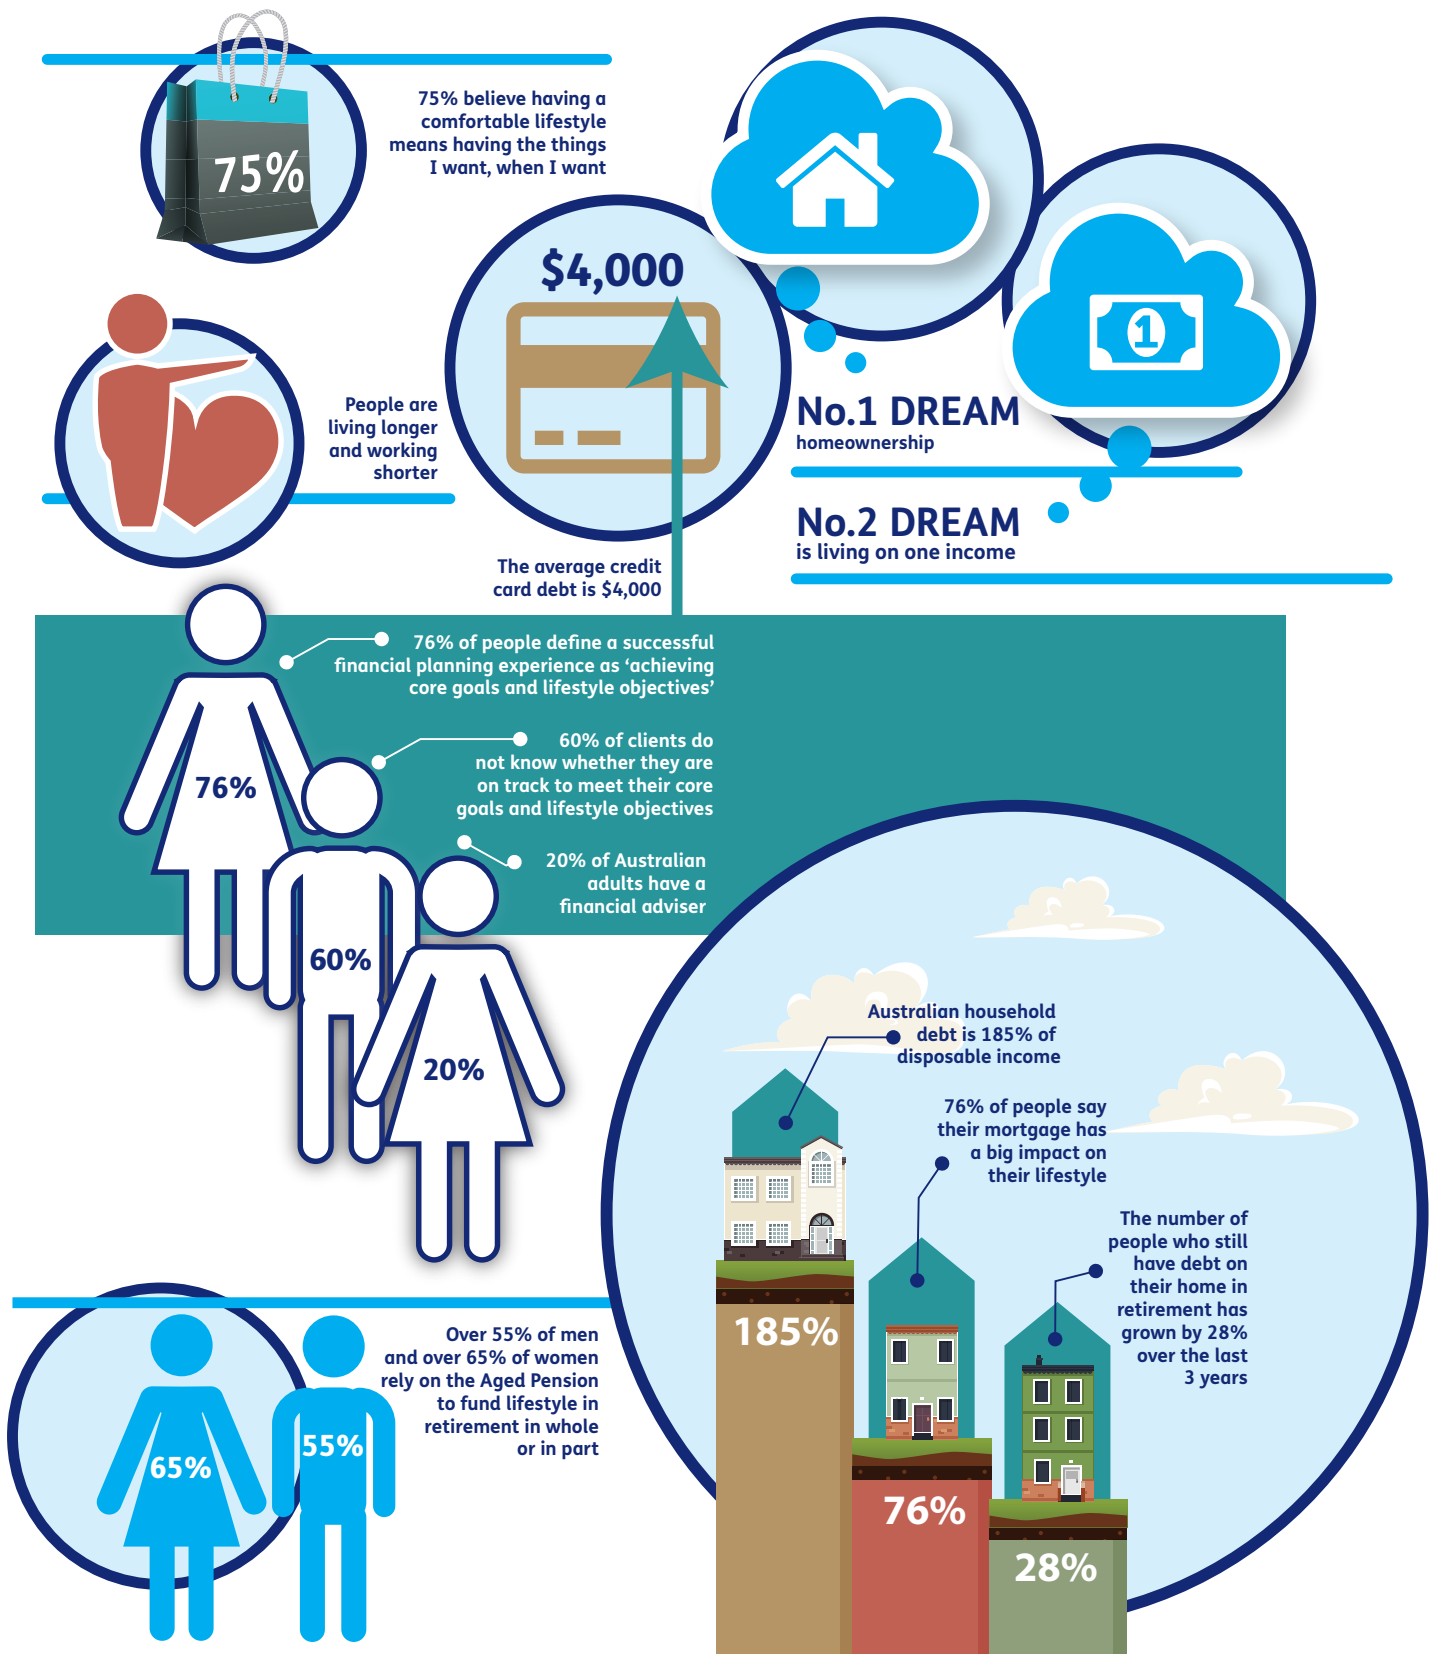 75%
75% believe having a
comfortable lifestyle
means having the things
I want, when I want
$4,000
1
People are
living longer
and working
shorter
No.1 DREAM
homeownership
No.2 DREAM
is living on one income
The average credit
card debt is $4,000
76% of people define a successful
financial planning experience as ‘achieving
core goals and lifestyle objectives’
60% of clients do
not know whether they are
on track to meet their core
goals and lifestyle objectives
76%
20% of Australian
adults have a
financial adviser
60%
20%
Australian household
debt is 185% of
disposable income
76% of people say
their mortgage has
a big impact on
their lifestyle
The number of
people who still
have debt on
their home in
retirement has
grown by 28%
over the last
3 years
185%
76%
28%
Over 55% of men
and over 65% of women
rely on the Aged Pension
to fund lifestyle in
retirement in whole
or in part
65%
55%